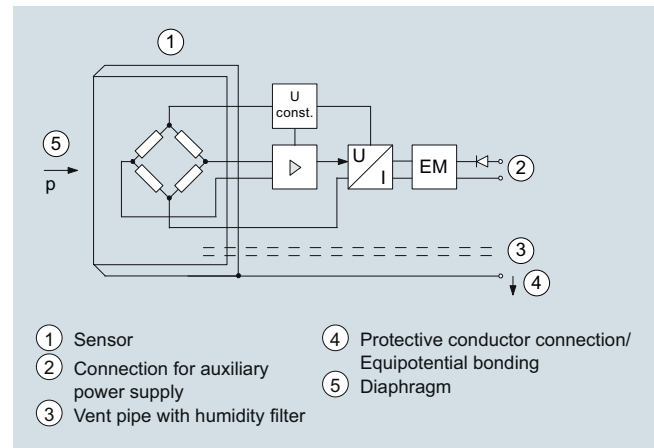 1
U
const.
5
p
U
I
EM
2
3
4
1 Sensor
2 Connection for auxiliary
power supply
3 Vent pipe with humidity filter
4 Protective conductor connection/
Equipotential bonding
5 Diaphragm